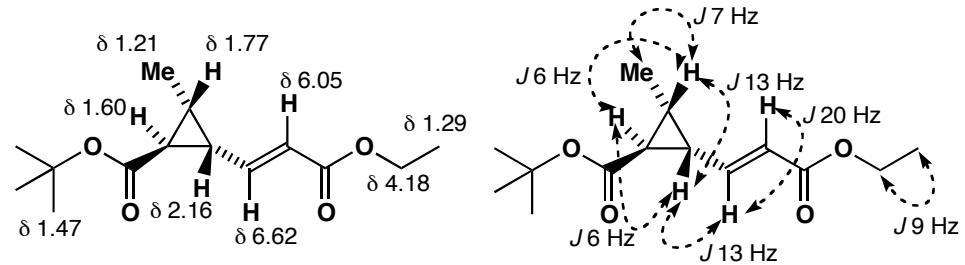 δ 1.21
δ 1.77
Me
H
δ 6.05
H
δ 1.60
H
O
O
δ 1.29
O
δ 4.18
H
δ 2.16
O
H
δ 6.62
δ 1.47
J 7 Hz
J 6 Hz
Me
H
J 13 Hz
H
J 20 Hz
H
O
O
O
H
J 6 Hz
O
H
J 13 Hz
J 9 Hz